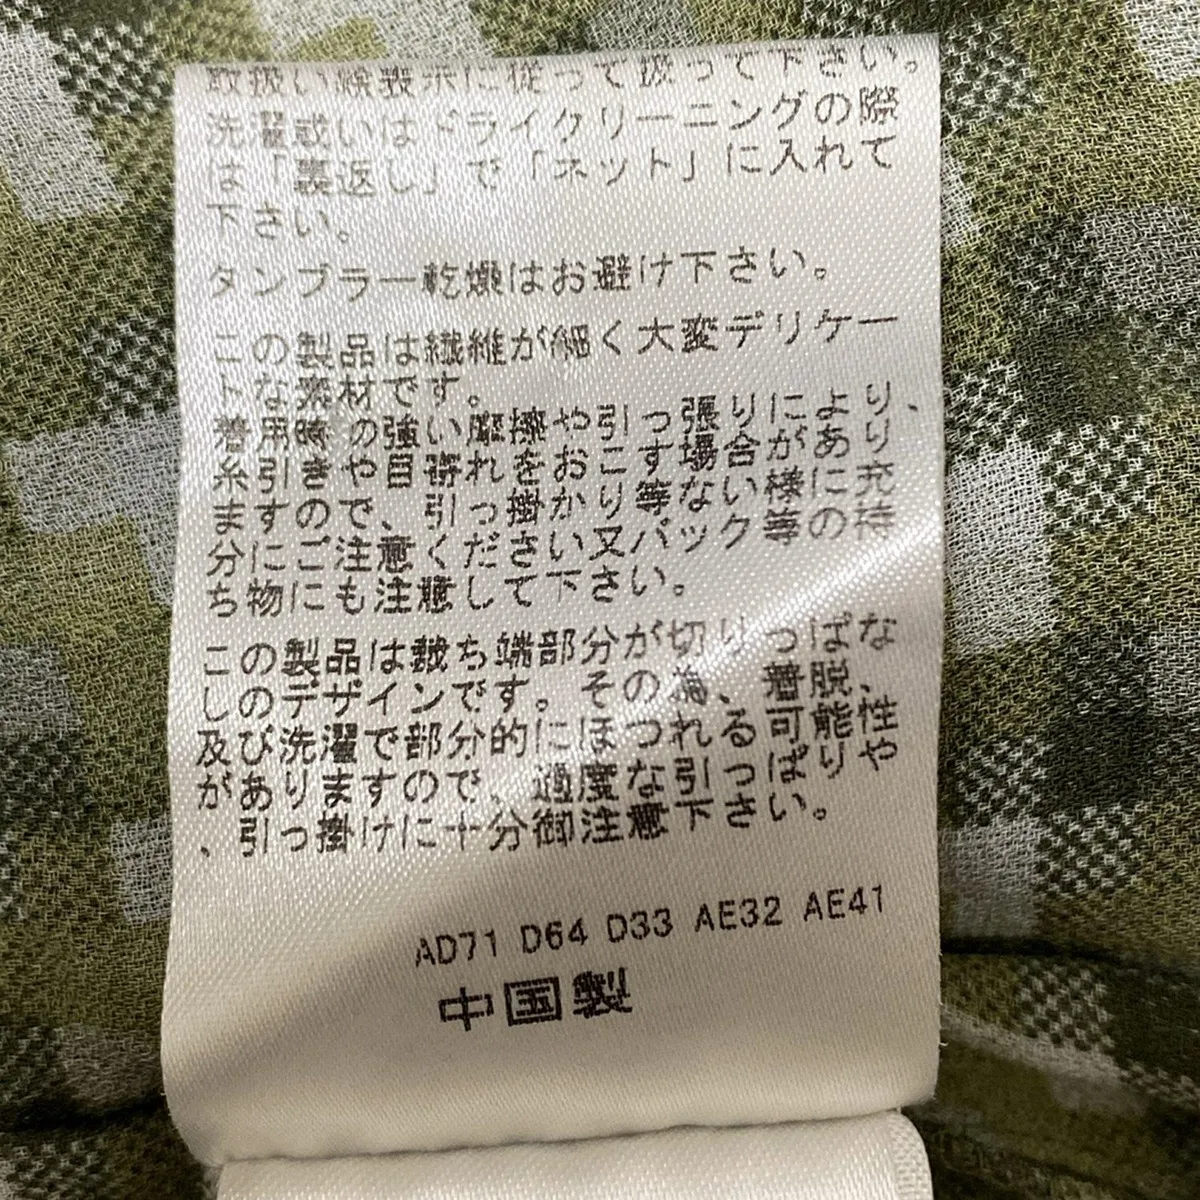 取扱い絵表示に従って扱って下さい。
洗濯或いはドライクリーニングの際
は「裏返し」で「ネット」に入れて
下さい。
タンブラー乾燥はお避け下さい。
この製品は繊維が細く大変デリケー
トな素材です。
着用時の強い摩擦や引っ張りにより、
糸引きや目寄れをおこす場合があり
ますので、引っ掛かり等ない様に充
分にご注意ください又バック等の持
ち物にも注意して下さい。
この製品は裁ち端部分が切りっぱな
しのデザインです。その為、着脱、
及び洗濯で部分的にほつれる可能性
がありますので、過度な引っぱりや
、引っ掛けに十分御注意下さい。
AD71 D64 D33 AE32 AE41
中国製